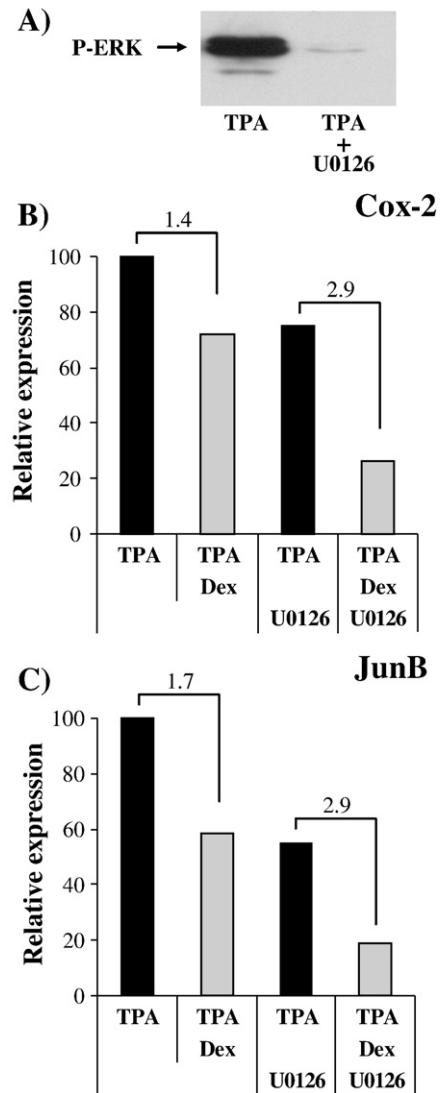 A)
P-ERK
TPA TPA
+
U0126
B) Cox-2
Relative expression
1.4
2.9
100
80
60
40
20
0
TPA TPA TPA TPA
Dex Dex
U0126 U0126
C) JunB
Relative expression
1.7
2.9
100
80
60
40
20
0
TPA TPA TPA TPA
Dex Dex
U0126 U0126